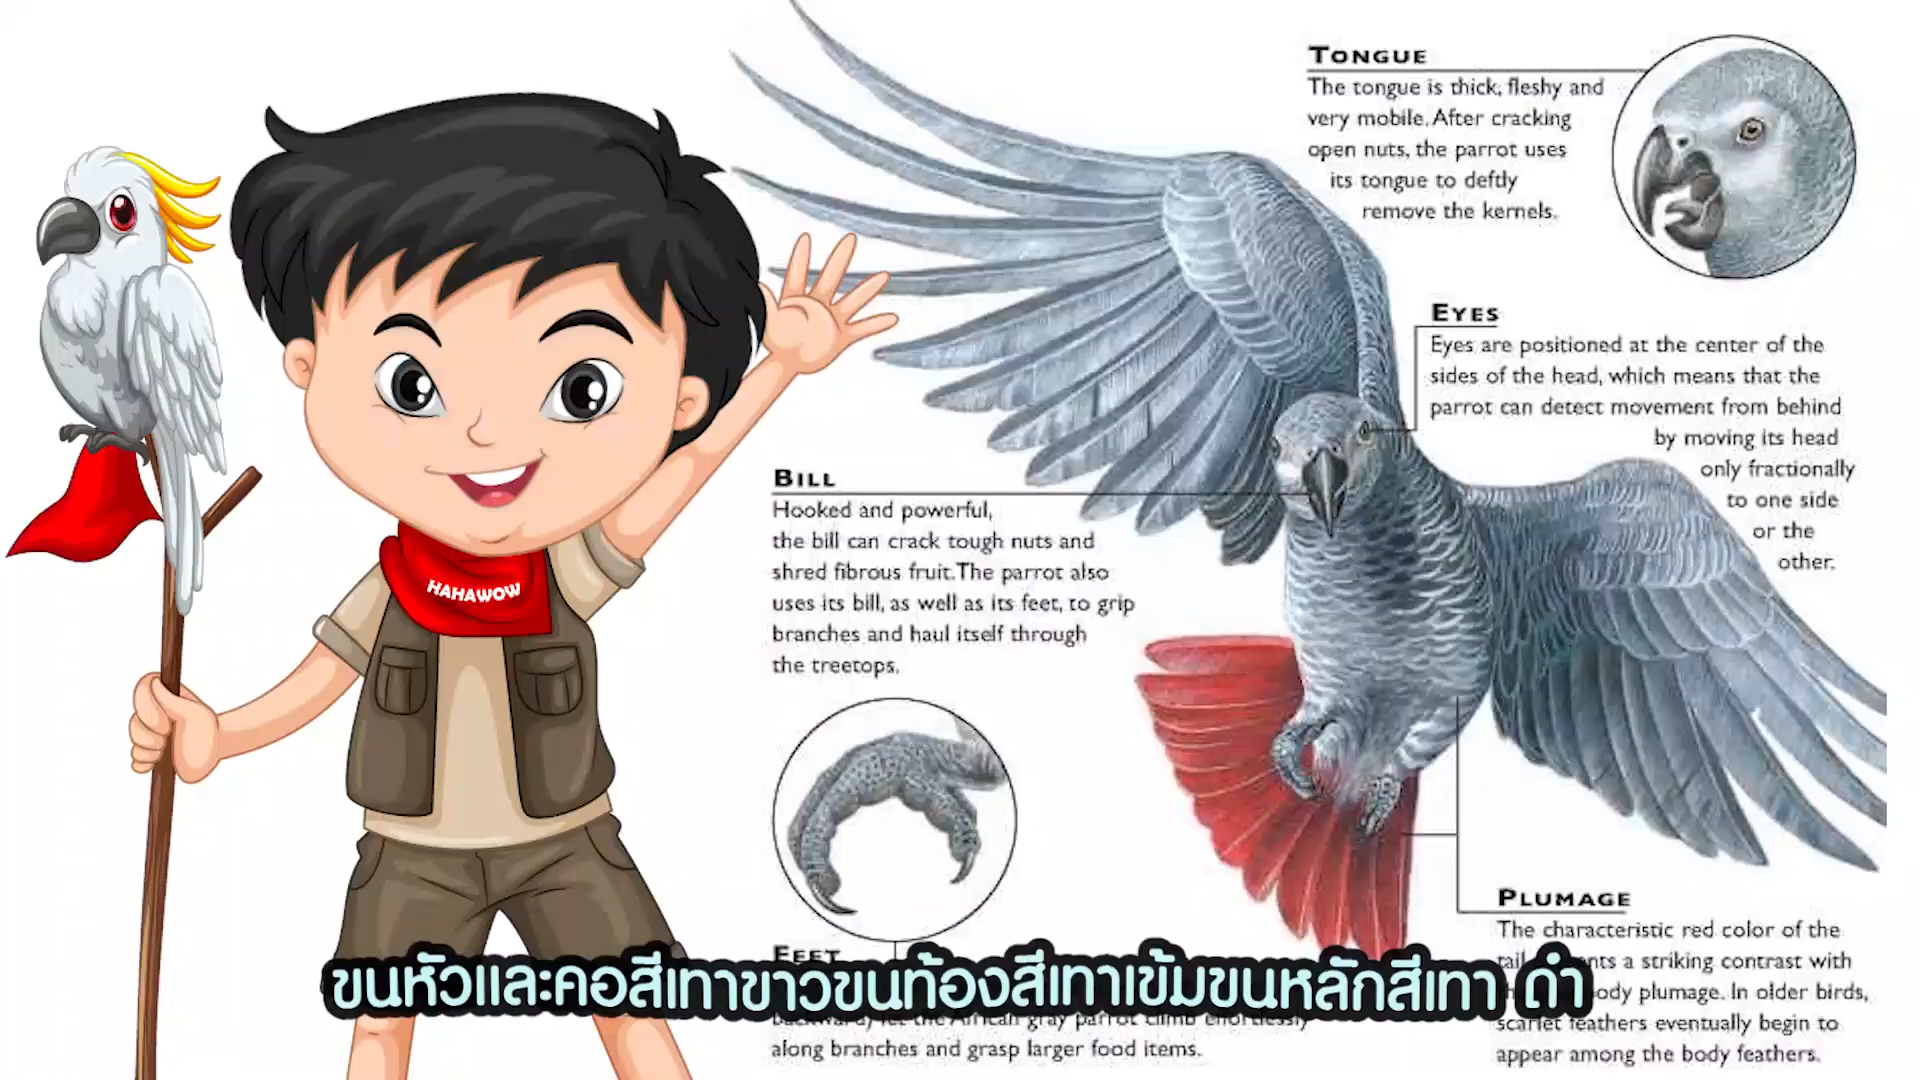 HAHAWOW
TONGUE
The tongue is thick, fleshy and
very mobile. After cracking
open nuts, the parrot uses
its tongue to deftly
remove the kernels.
EYES
Eyes are positioned at the center of the
sides of the head, which means that the
parrot can detect movement from behind
by moving its head
only fractionally
to one side
or the
other.
BILL
Hooked and powerful,
the bill can crack tough nuts and
shred fibrous fruit. The parrot also
uses its bill, as well as its feet, to grip
branches and haul itself through
the treetops.
FEET
African gray parrot climb effortlessly
along branches and grasp larger food items.
PLUMAGE
The characteristic red color of the
tail a striking contrast with
body plumage. In older birds,
scarlet feathers eventually begin to
appear among the body feathers.
ขนหัวและคอสีเทาขาวขนท้องสีเทาเข้มขนหลักสีเทา ดำ